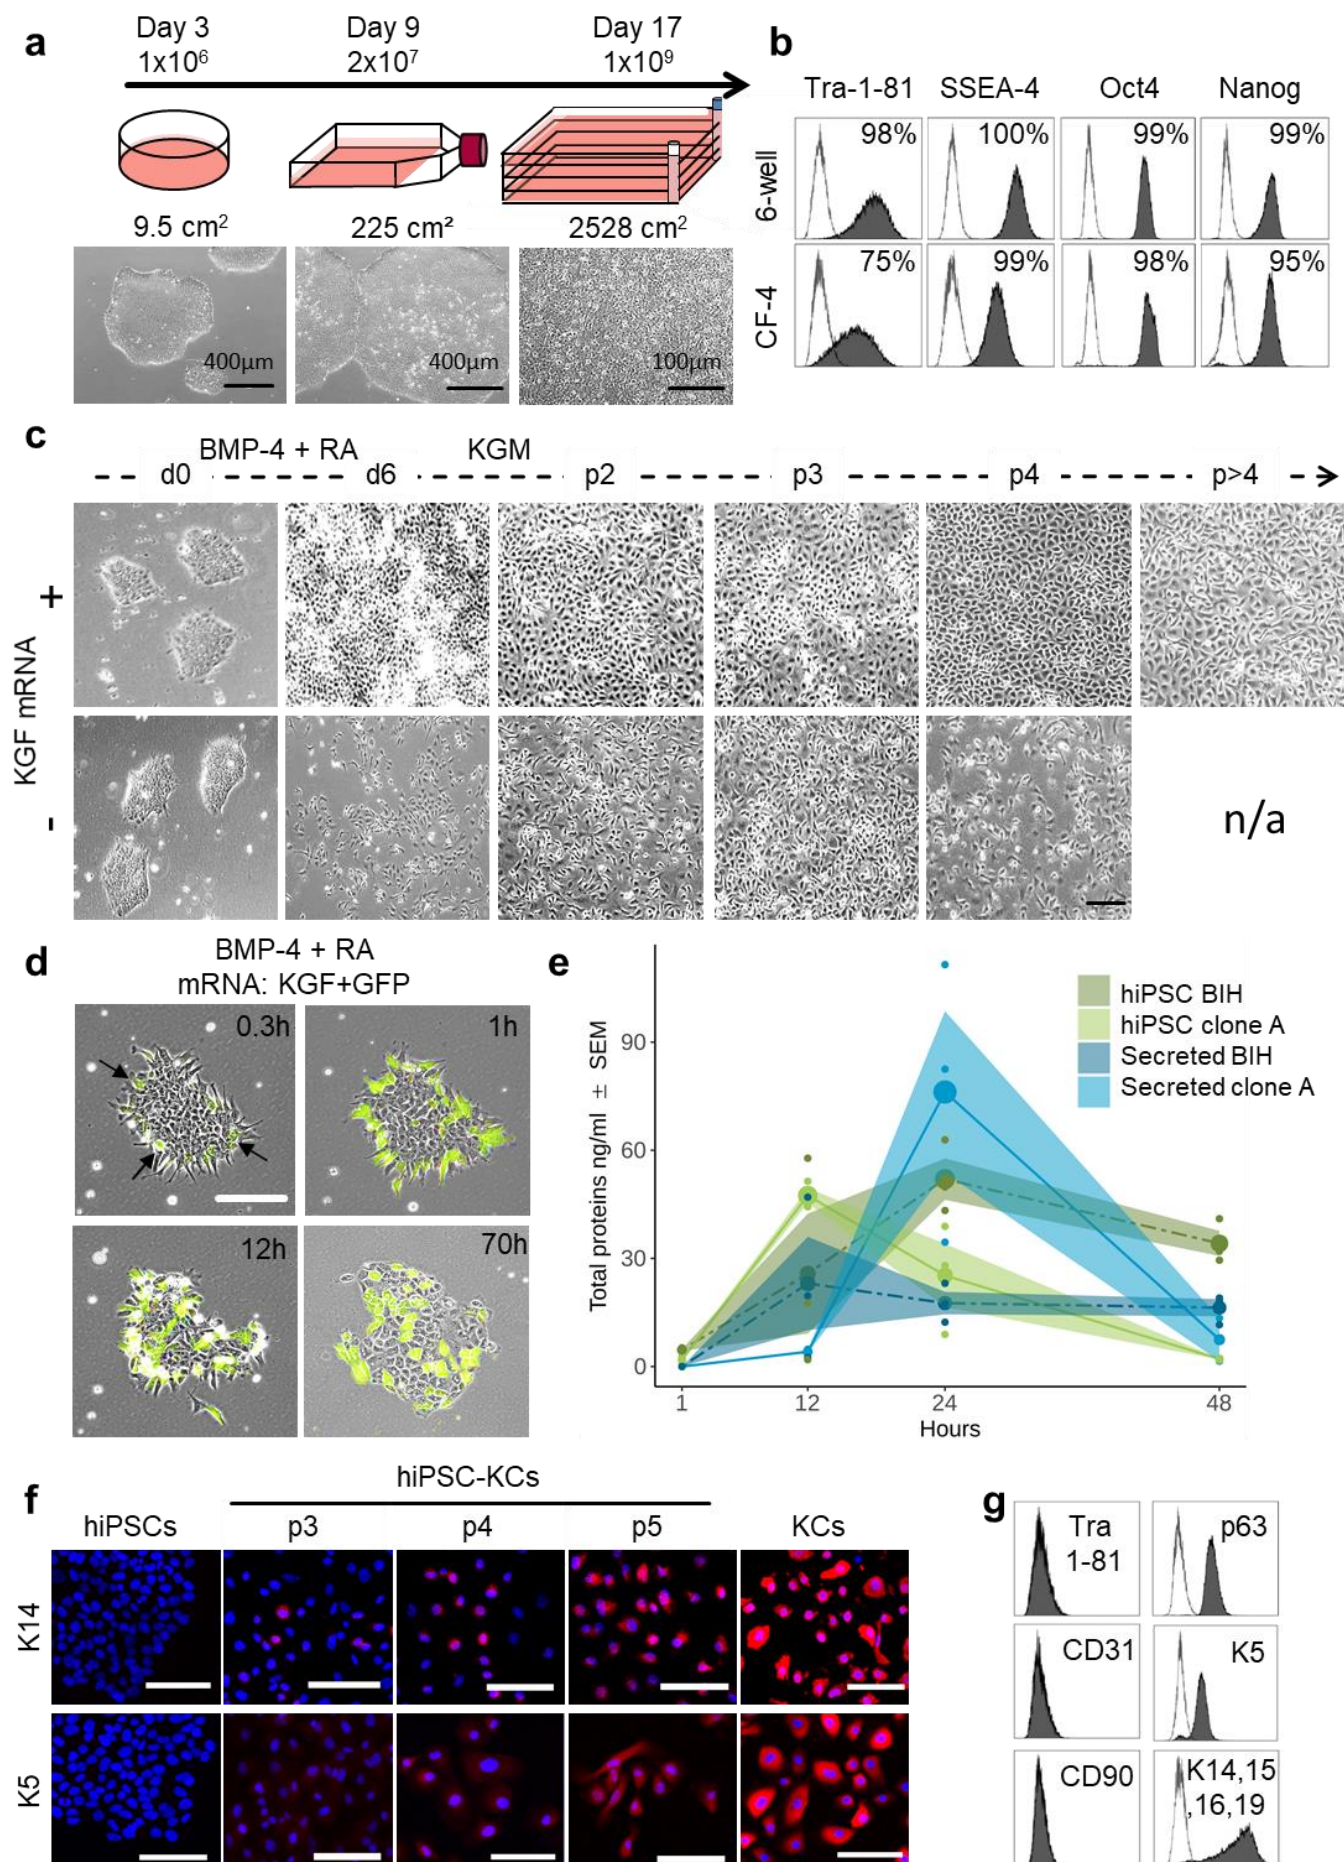 a
Day 3
1x10⁶
Day 9
2x10⁷
Day 17
1x10⁹
9.5 cm²
225 cm²
2528 cm²
400µm
400µm
100µm
b
Tra-1-81
SSEA-4
Oct4
Nanog
6-well
98%
100%
99%
99%
CF-4
75%
99%
98%
95%
c
BMP-4 + RA
KGM
d0
d6
p2
p3
p4
p>4
KGF mRNA
+
-
n/a
d
BMP-4 + RA
mRNA: KGF+GFP
0.3h
1h
12h
70h
e
Total proteins ng/ml ± SEM
90
60
30
0
1
12
24
48
Hours
hiPSC BIH
hiPSC clone A
Secreted BIH
Secreted clone A
f
hiPSC-KCs
hiPSCs
p3
p4
p5
KCs
K14
K5
g
Tra
1-81
p63
CD31
K5
CD90
K14,15
,16,19